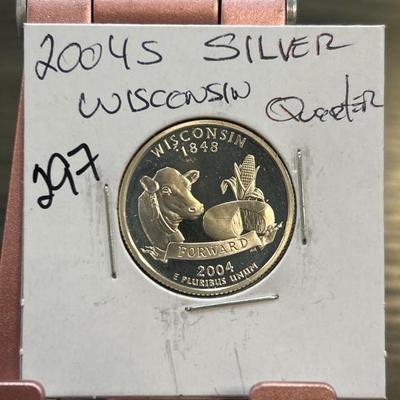 2004S SILVER
WISCONSIN Quarter
297
WISCONSIN
1848
FORWARD
2004
E PLURIBUS UNUM